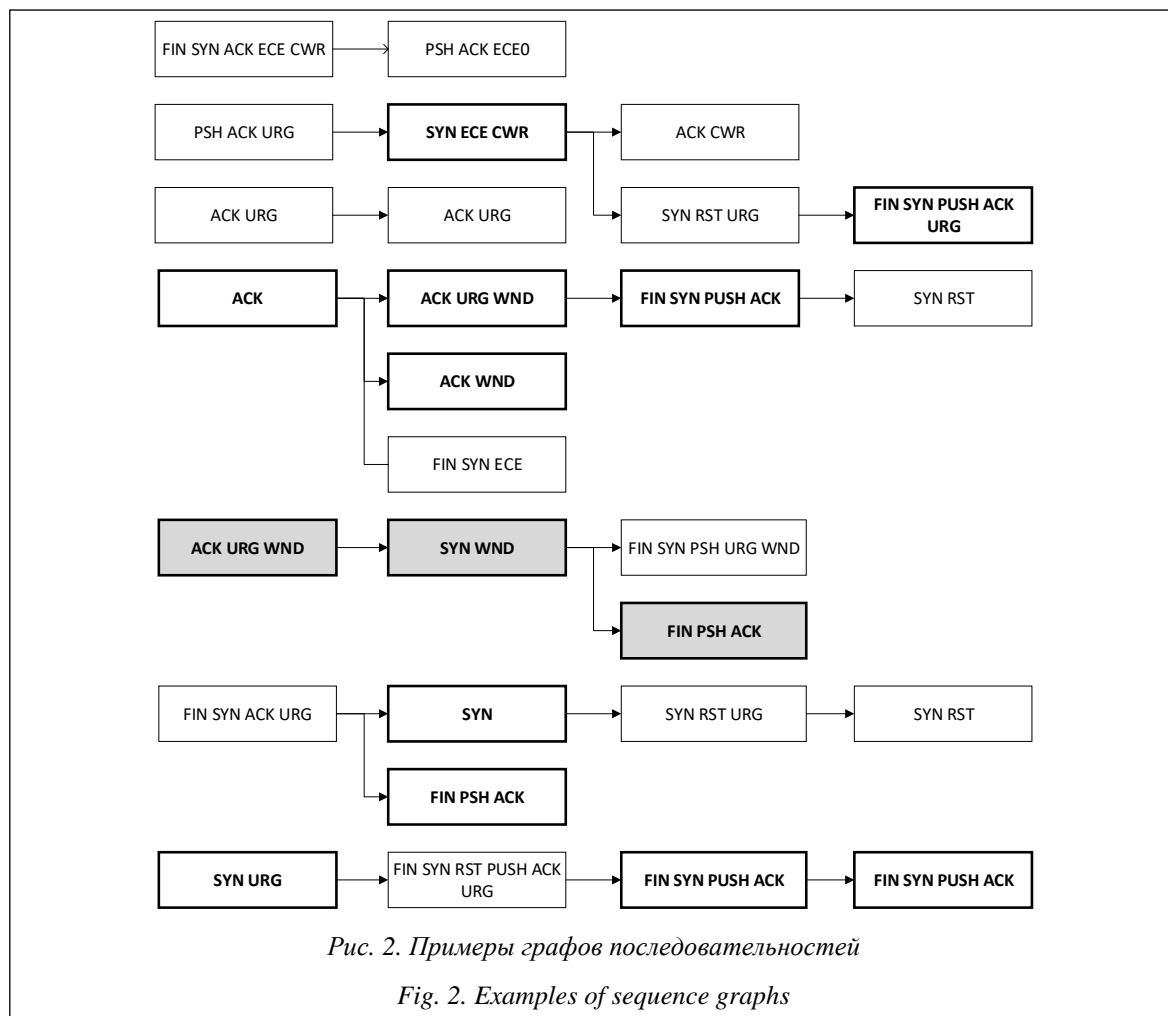 FIN SYN ACK ECE CWR
PSH ACK ECE0
PSH ACK URG
SYN ECE CWR
ACK CWR
ACK URG
ACK URG
SYN RST URG
FIN SYN PUSH ACK
URG
ACK
ACK URG WND
FIN SYN PUSH ACK
SYN RST
ACK WND
FIN SYN ECE
ACK URG WND
SYN WND
FIN SYN PSH URG WND
FIN PSH ACK
FIN SYN ACK URG
SYN
SYN RST URG
SYN RST
FIN PSH ACK
SYN URG
FIN SYN RST PUSH ACK
URG
FIN SYN PUSH ACK
FIN SYN PUSH ACK
Рис. 2. Примеры графов последовательностей
Fig. 2. Examples of sequence graphs